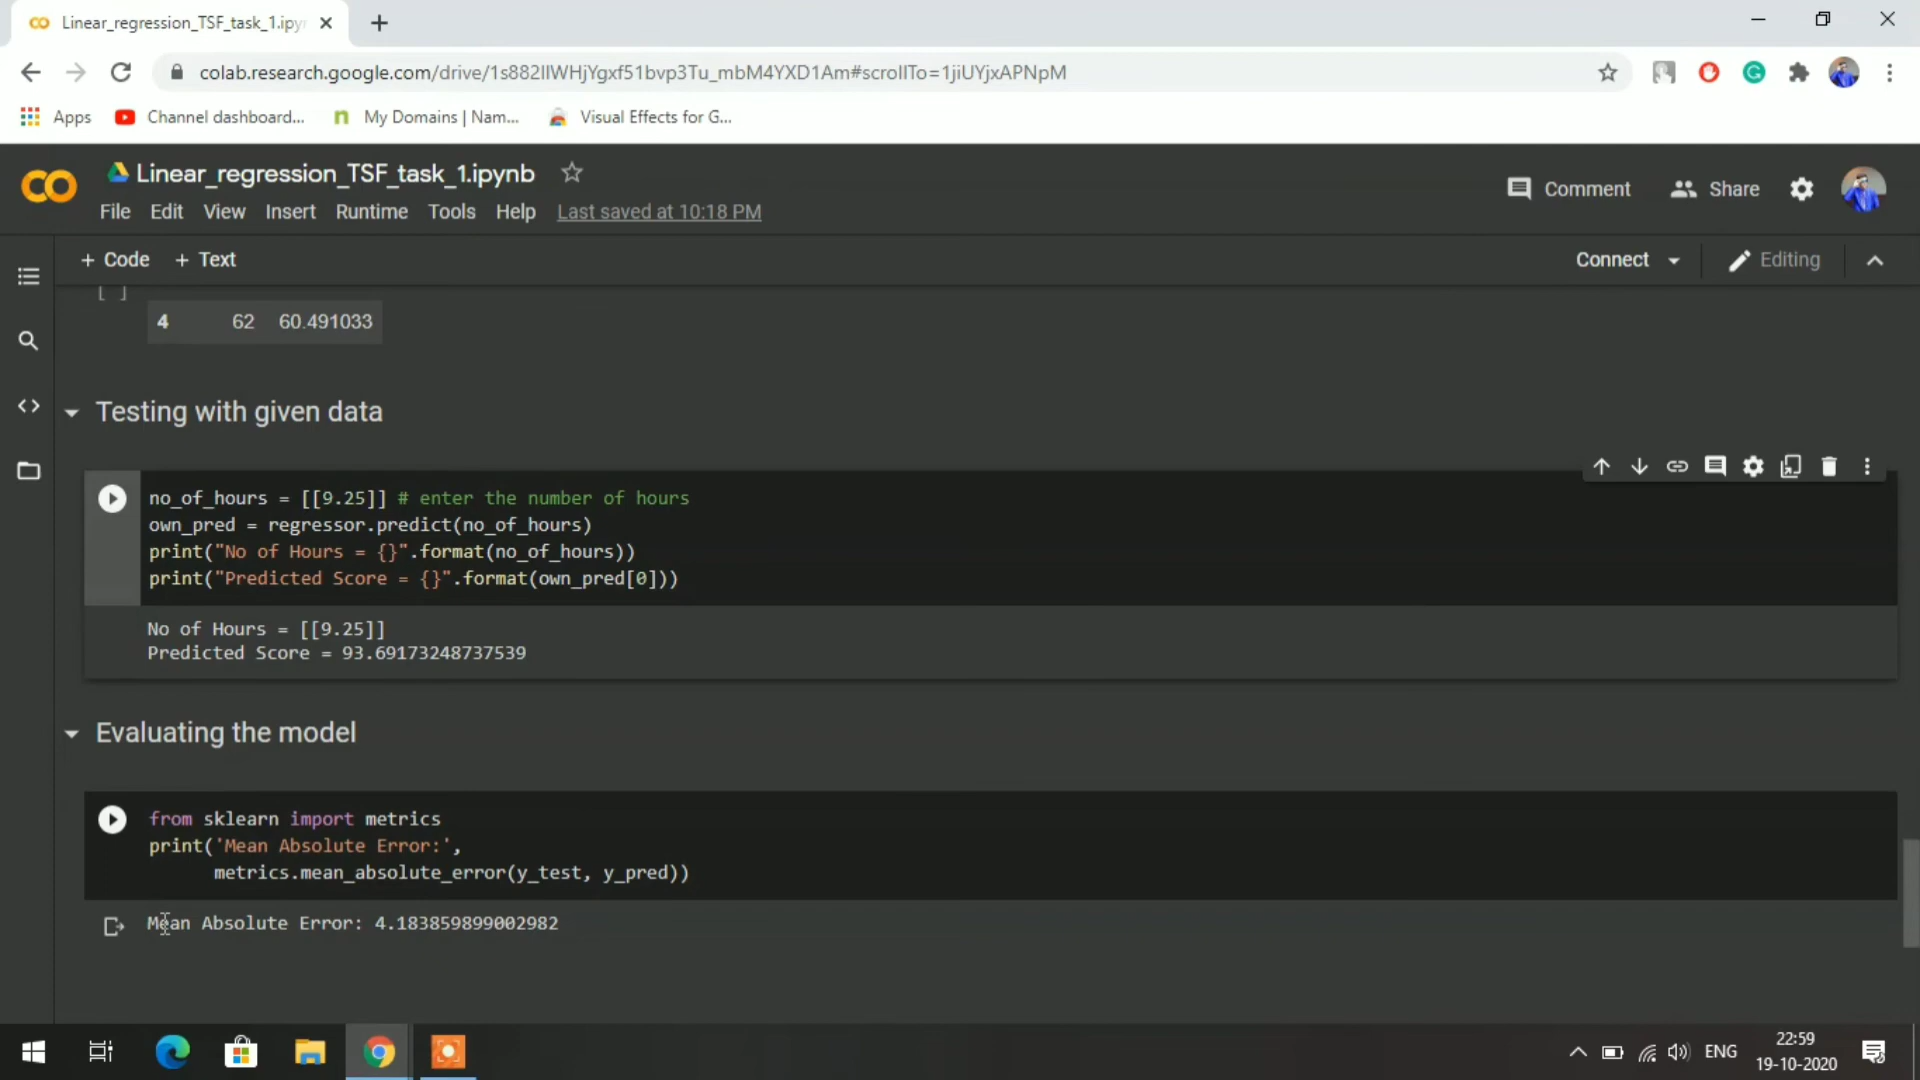 Linear_regression_TSF_task_1.ipy
colab.research.google.com/drive/1s882IlWHjYgxf51bvp3Tu_mbM4YXD1Am#scrollTo=1jiUYjxAPNpM
Apps
Channel dashboard...
My Domains | Nam...
Visual Effects for G...
Linear_regression_TSF_task_1.ipynb
Comment
Share
File Edit View Insert Runtime Tools Help Last saved at 10:18 PM
+ Code + Text
Connect
Editing
[ ]
4 62 60.491033
Testing with given data
no_of_hours = [[9.25]] # enter the number of hours
own_pred = regressor.predict(no_of_hours)
print("No of Hours = {}".format(no_of_hours))
print("Predicted Score = {}".format(own_pred[0]))
No of Hours = [[9.25]]
Predicted Score = 93.69173248737539
Evaluating the model
from sklearn import metrics
print('Mean Absolute Error:',
metrics.mean_absolute_error(y_test, y_pred))
Mean Absolute Error: 4.183859899002982
ENG
22:59
19-10-2020